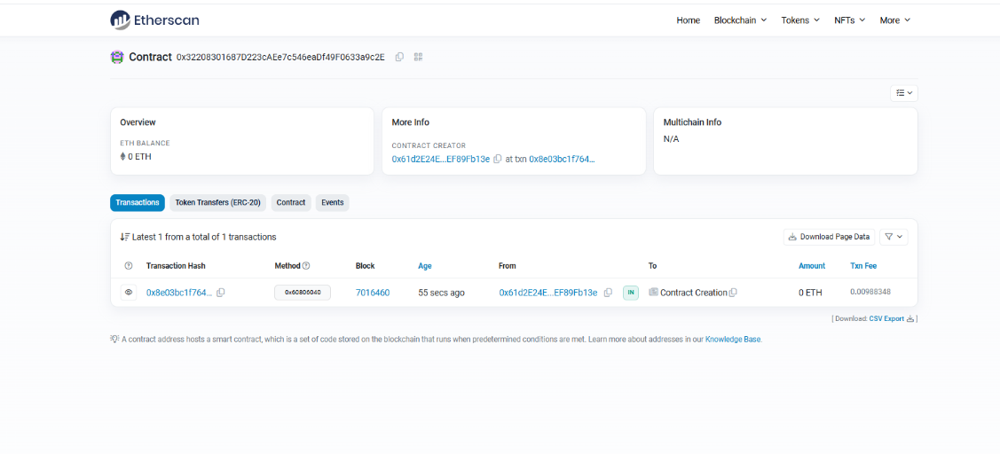 Etherscan
Home Blockchain Tokens NFTs More
Contract 0x32208301687D223cAEe7c546eaDf49F0633a9c2E
Overview
ETH BALANCE
0 ETH
More Info
CONTRACT CREATOR
0x61d2E24E...EF89Fb13e at txn 0x8e03bc1f764...
Multichain Info
N/A
Transactions Token Transfers (ERC-20) Contract Events
Latest 1 from a total of 1 transactions
Download Page Data
Transaction Hash Method Block Age From To Amount Txn Fee
0x8e03bc1f764... 0x60806040 7016460 55 secs ago 0x61d2E24E...EF89Fb13e IN Contract Creation 0 ETH 0.00988348
[ Download: CSV Export ]
A contract address hosts a smart contract, which is a set of code stored on the blockchain that runs when predetermined conditions are met. Learn more about addresses in our Knowledge Base.